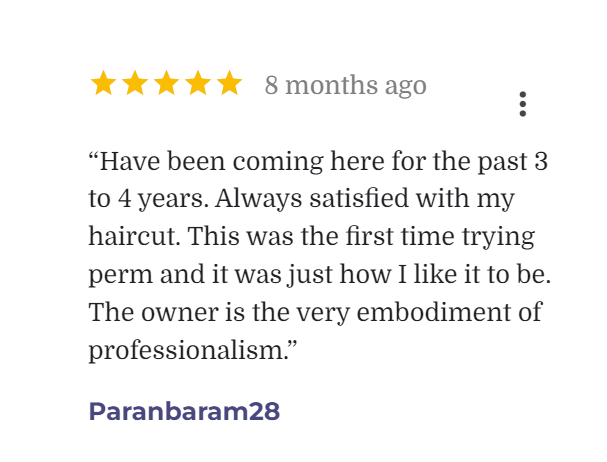 8 months ago
“Have been coming here for the past 3
to 4 years. Always satisfied with my
haircut. This was the first time trying
perm and it was just how I like it to be.
The owner is the very embodiment of
professionalism.”
Paranbaram28